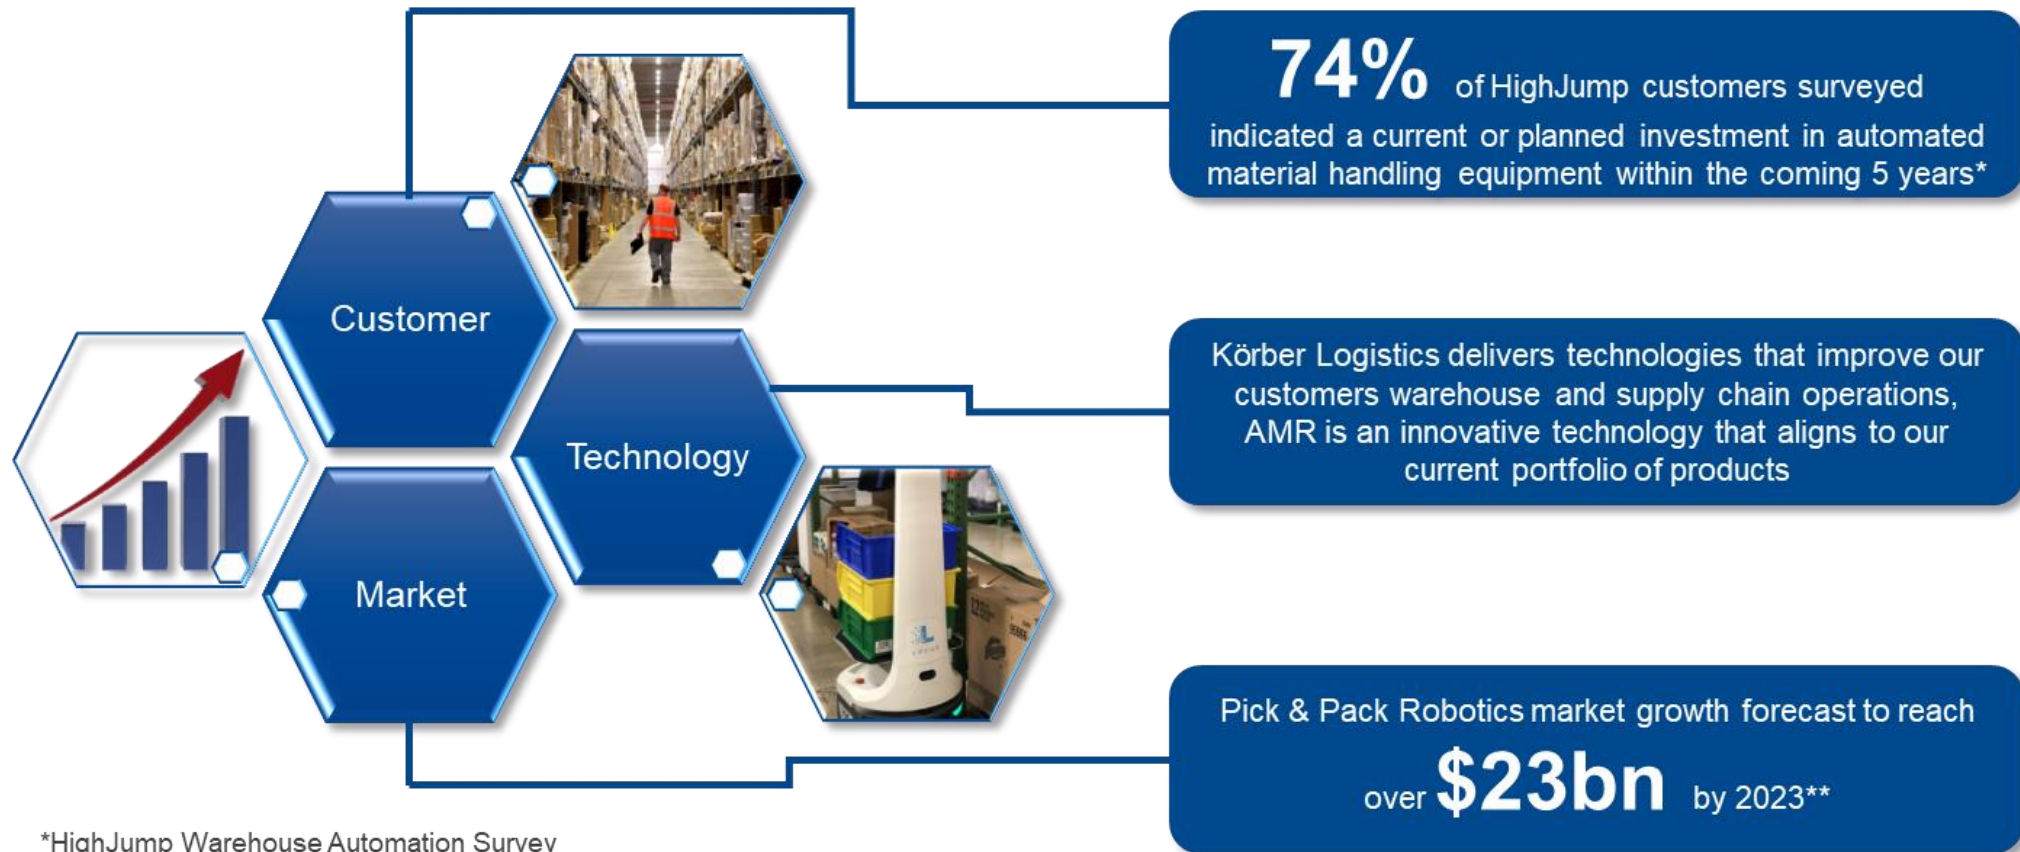 74% of HighJump customers surveyed
indicated a current or planned investment in automated
material handling equipment within the coming 5 years*
Customer
Technology
Körber Logistics delivers technologies that improve our
customers warehouse and supply chain operations,
AMR is an innovative technology that aligns to our
current portfolio of products
Market
Pick & Pack Robotics market growth forecast to reach
over $23bn by 2023**
*HighJump Warehouse Automation Survey